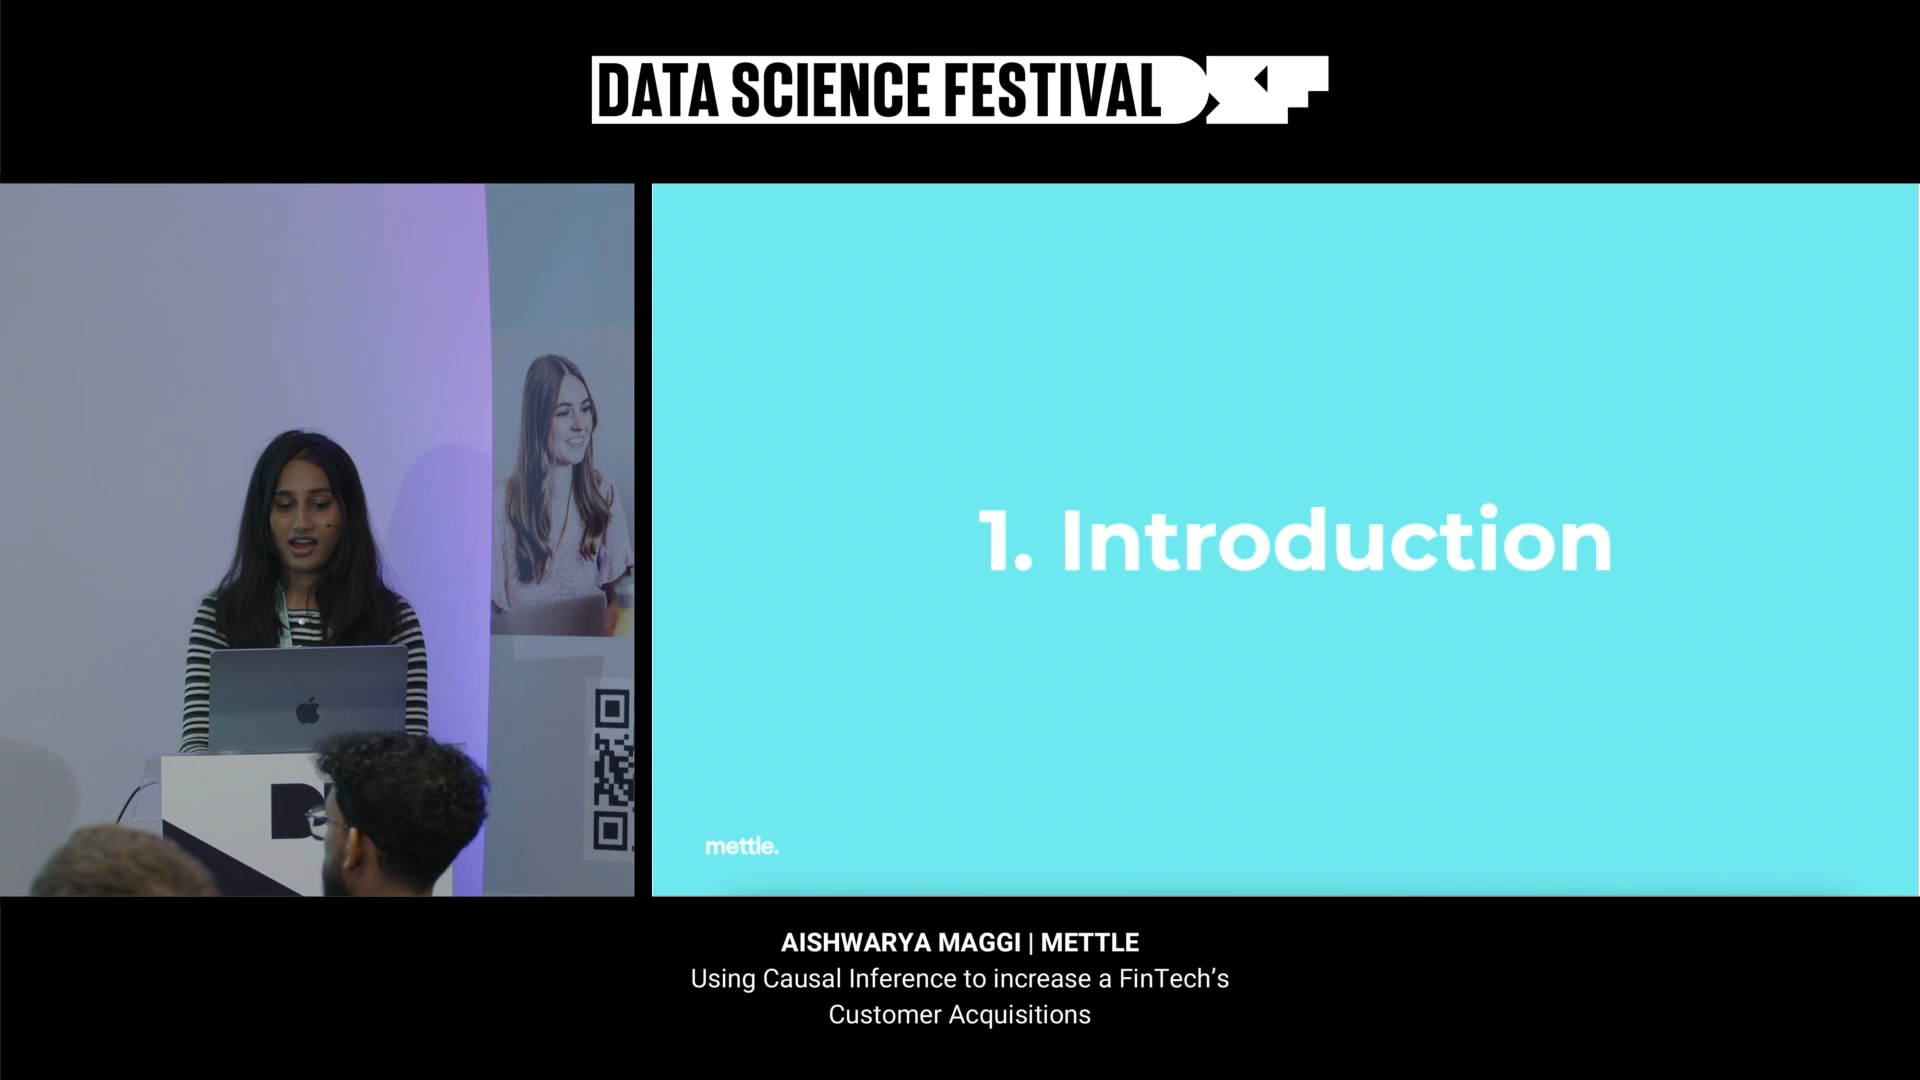 DATA SCIENCE FESTIVAL
1. Introduction
mettle.
AISHWARYA MAGGI | METTLE
Using Causal Inference to increase a FinTech’s
Customer Acquisitions